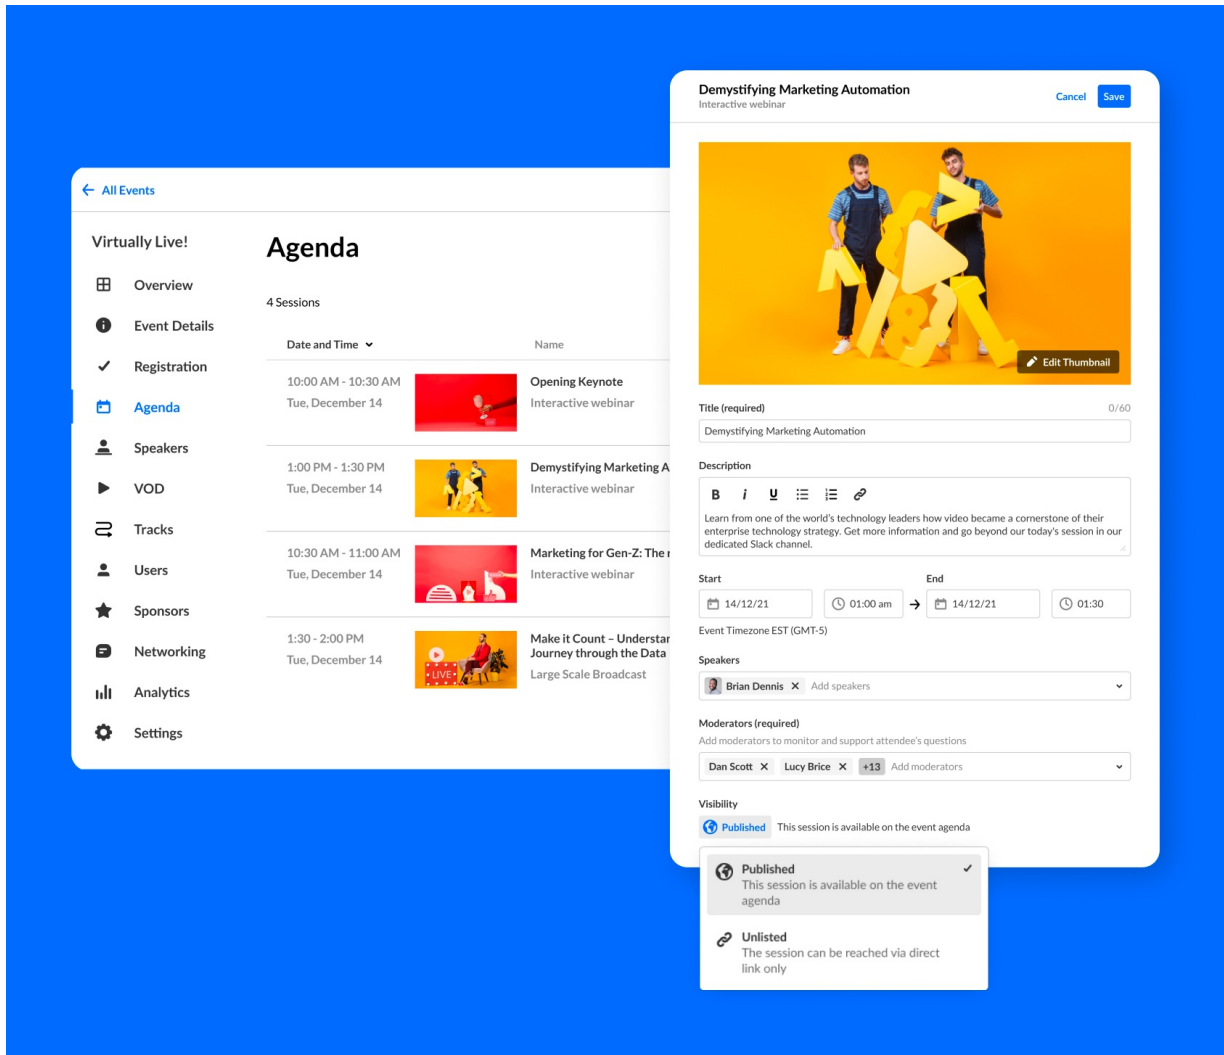 All Events
Virtually Live!
Overview
Event Details
Registration
Agenda
Speakers
VOD
Tracks
Users
Sponsors
Networking
Analytics
Settings
Agenda
4 Sessions
Date and Time
Name
10:00 AM - 10:30 AM
Tue, December 14
LIVE
Opening Keynote
Interactive webinar
1:00 PM - 1:30 PM
Tue, December 14
Demystifying Marketing A
Interactive webinar
10:30 AM - 11:00 AM
Tue, December 14
Marketing for Gen-Z: The r
Interactive webinar
1:30 - 2:00 PM
Tue, December 14
LIVE
Make it Count – Understan
Journey through the Data
Large Scale Broadcast
Demystifying Marketing Automation
Interactive webinar
Cancel
Save
Edit Thumbnail
Title (required)
0/60
Demystifying Marketing Automation
Description
B i U
Learn from one of the world's technology leaders how video became a cornerstone of their
enterprise technology strategy. Get more information and go beyond our today's session in our
dedicated Slack channel.
Start
End
14/12/21
01:00 am
14/12/21
01:30
Event Timezone EST (GMT-5)
Speakers
Brian Dennis
Add speakers
Moderators (required)
Add moderators to monitor and support attendee's questions
Dan Scott
Lucy Brice
+13
Add moderators
Visibility
Published
This session is available on the event agenda
Published
This session is available on the event
agenda
Unlisted
The session can be reached via direct
link only